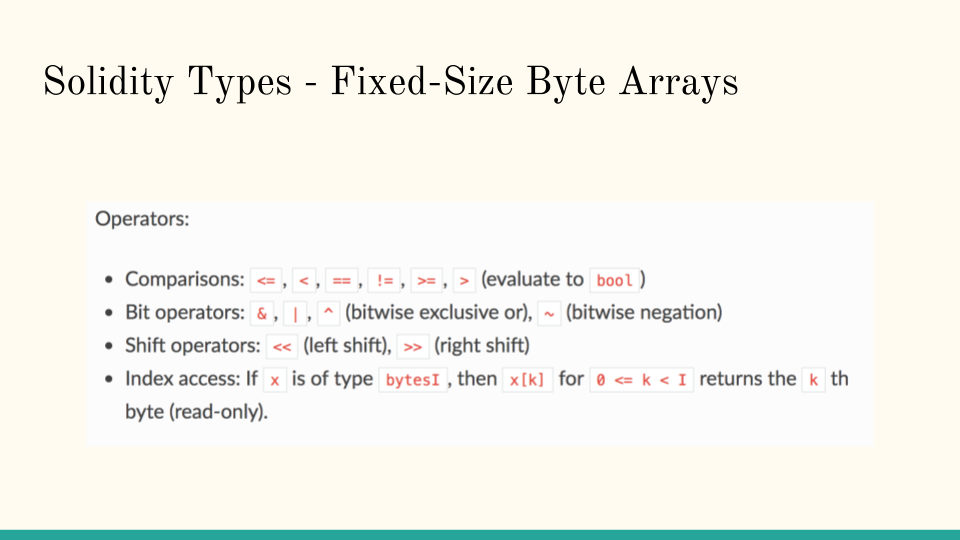 Solidity Types - Fixed-Size Byte Arrays
Operators:
• Comparisons: <=, <, ==, !=, >=, > (evaluate to bool)
• Bit operators: &, |, ^ (bitwise exclusive or), ~ (bitwise negation)
• Shift operators: << (left shift), >> (right shift)
• Index access: If x is of type bytesI, then x[k] for 0 <= k < I returns the k th
byte (read-only).